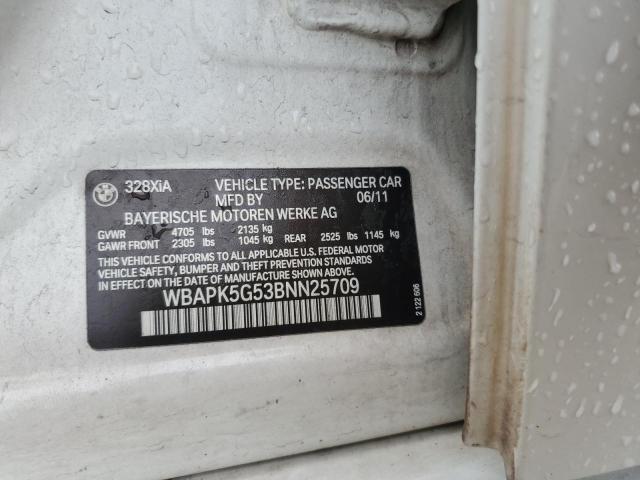 328XiA VEHICLE TYPE: PASSENGER CAR
MFD BY 06/11
BAYERISCHE MOTOREN WERKE AG
GVWR 4705 lbs 2135 kg
GAWR FRONT 2305 lbs 1045 kg REAR 2525 lbs 1145 kg
THIS VEHICLE CONFORMS TO ALL APPLICABLE U.S. FEDERAL MOTOR
VEHICLE SAFETY, BUMPER AND THEFT PREVENTION STANDARDS
IN EFFECT ON THE DATE OF MANUFACTURE SHOWN ABOVE.
WBAPK5G53BNN25709
2 122 606